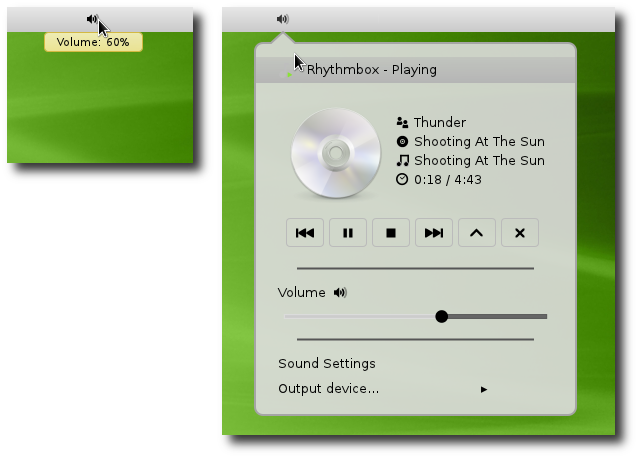 Volume: 60%
Rhythmbox - Playing
Thunder
Shooting At The Sun
Shooting At The Sun
0:18 / 4:43
Volume
Sound Settings
Output device...